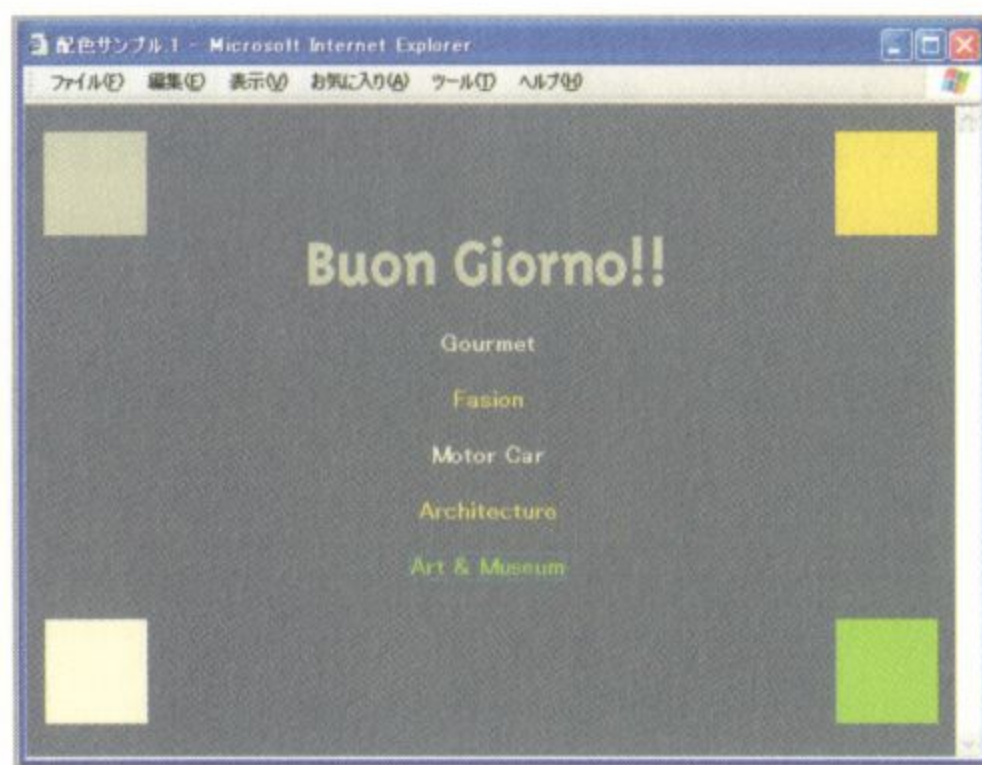 配色サンプル 1 - Microsoft Internet Explorer
ファイル(F) 編集(E) 表示(V) お気に入り(A) ツール(T) ヘルプ(H)
Buon Giorno!!
Gourmet
Fasion
Motor Car
Architecture
Art & Museum